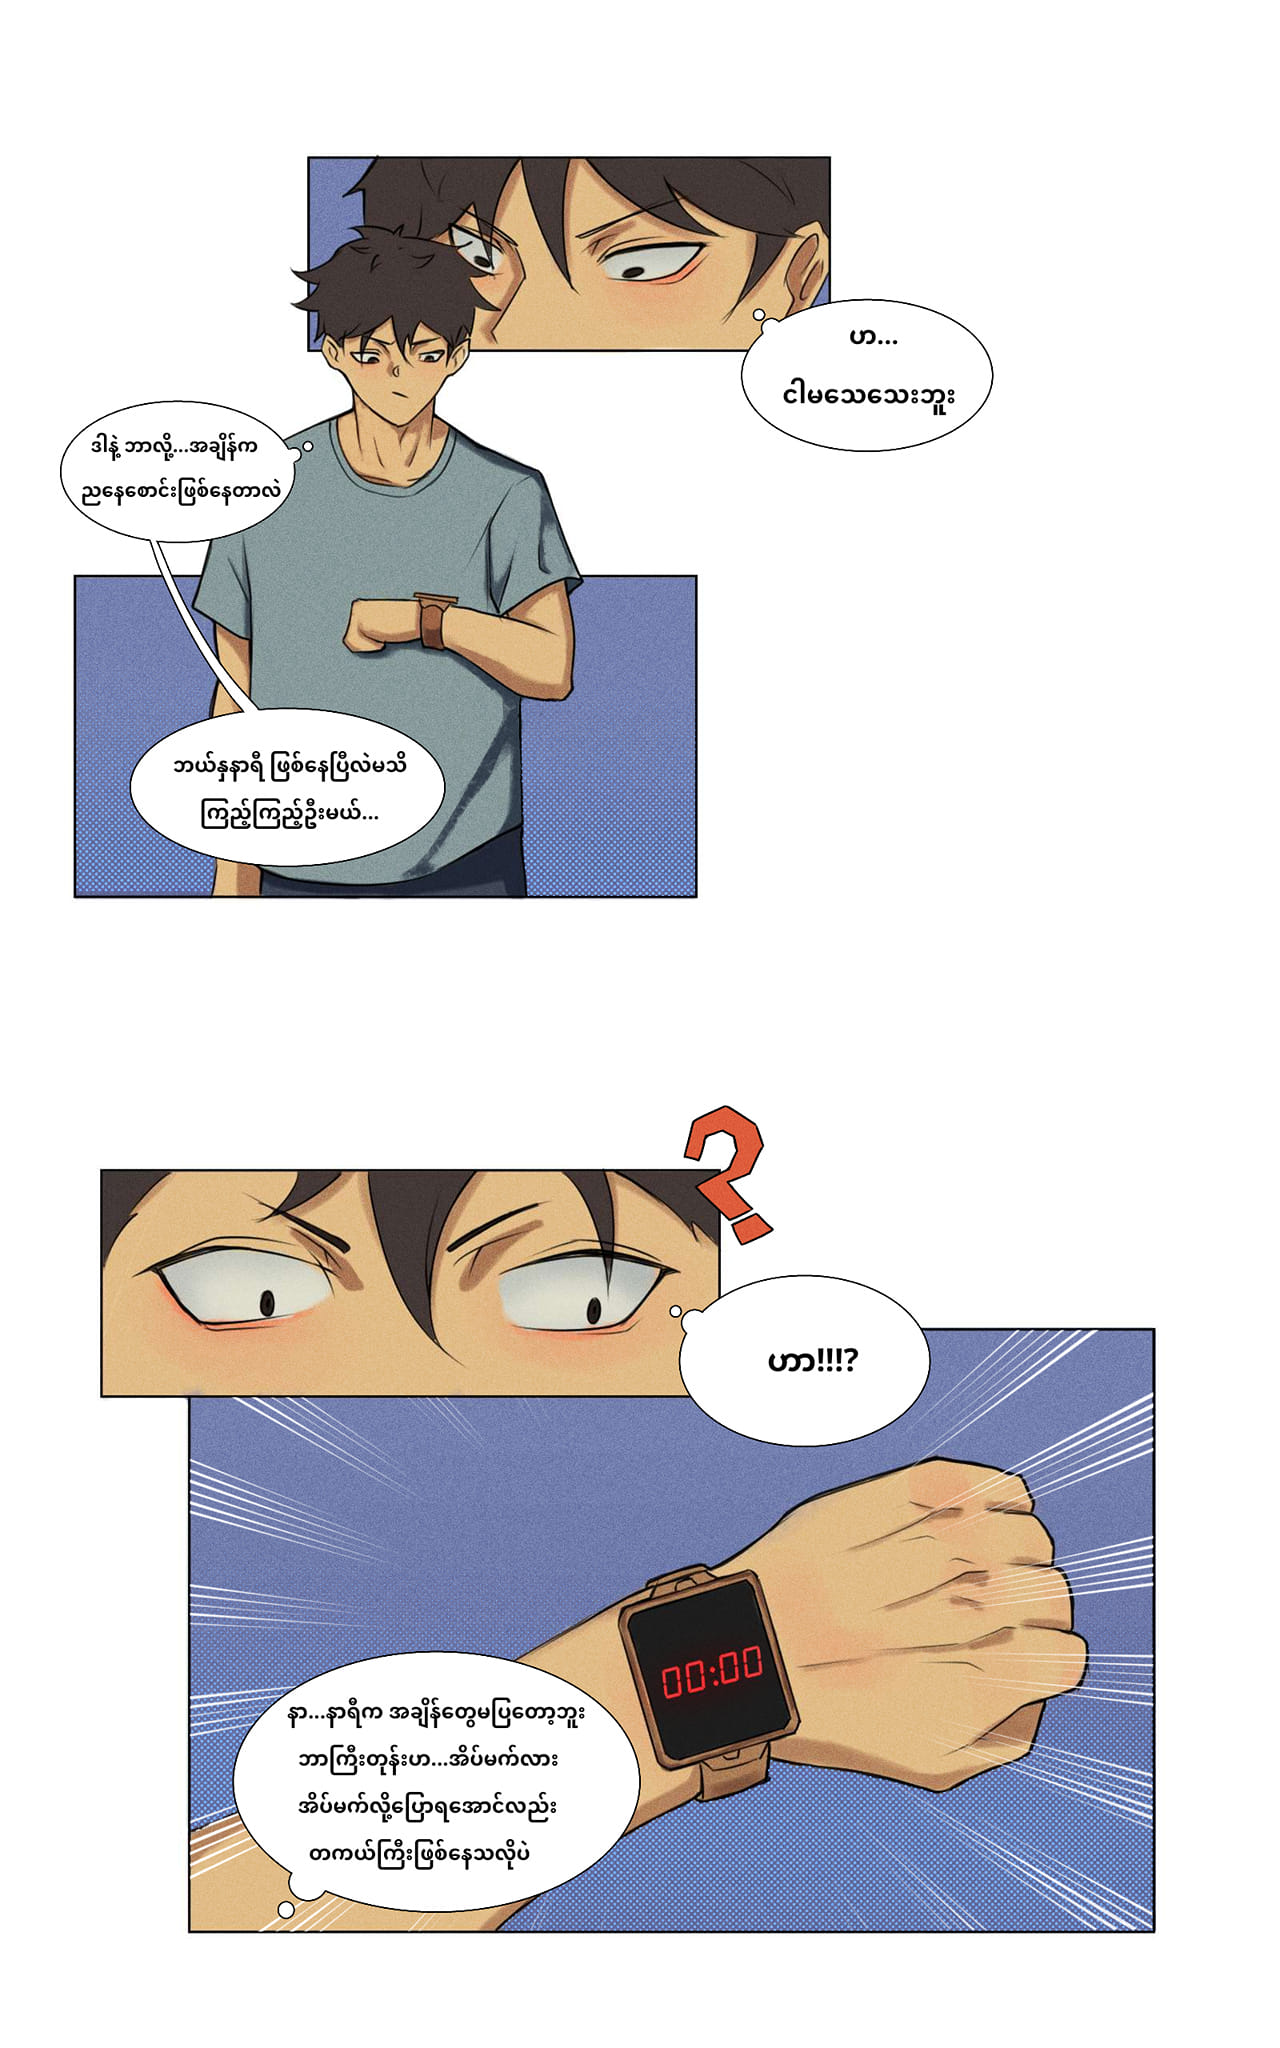 ဟာ...
ငါမသေသေးဘူး
ဒါနဲ့ ဘာလို့...အချိန်က
ညနေစောင်းဖြစ်နေတာလဲ
ဘယ်နှနာရီ ဖြစ်နေပြီလဲမသိ
ကြည့်ကြည့်ဦးမယ်...
?
ဟာ!!!?
00:00
နာ...နာရီက အချိန်တွေမပြတော့ဘူး
ဘာကြီးတုန်းဟ...အိပ်မက်လား
အိပ်မက်လို့ပြောရအောင်လည်း
တကယ်ကြီးဖြစ်နေသလိုပဲ